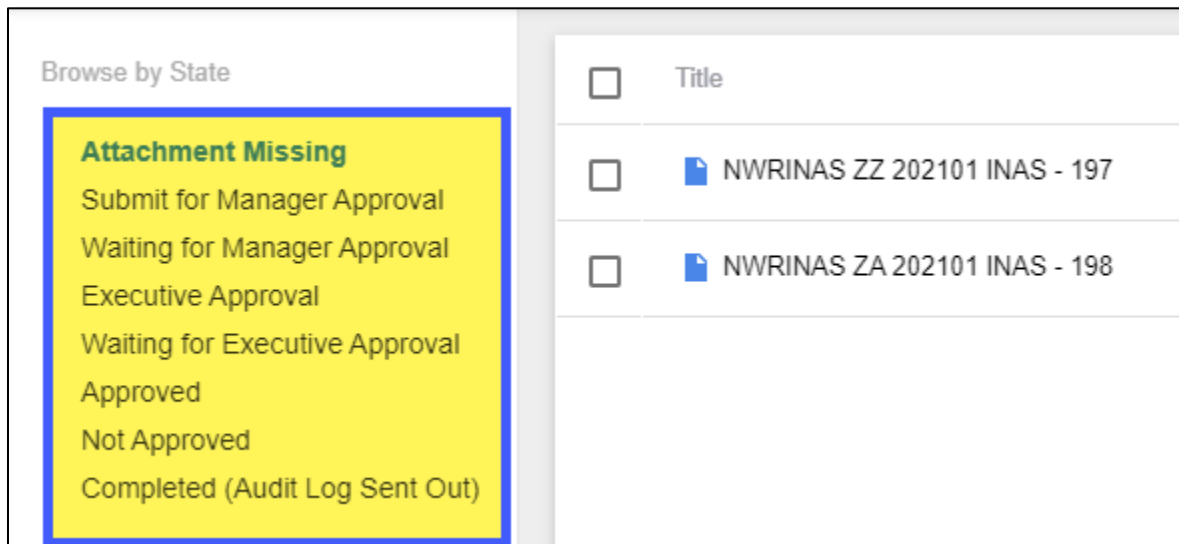 Browse by State
Attachment Missing
Submit for Manager Approval
Waiting for Manager Approval
Executive Approval
Waiting for Executive Approval
Approved
Not Approved
Completed (Audit Log Sent Out)
Title
NWRINAS ZZ 202101 INAS - 197
NWRINAS ZA 202101 INAS - 198